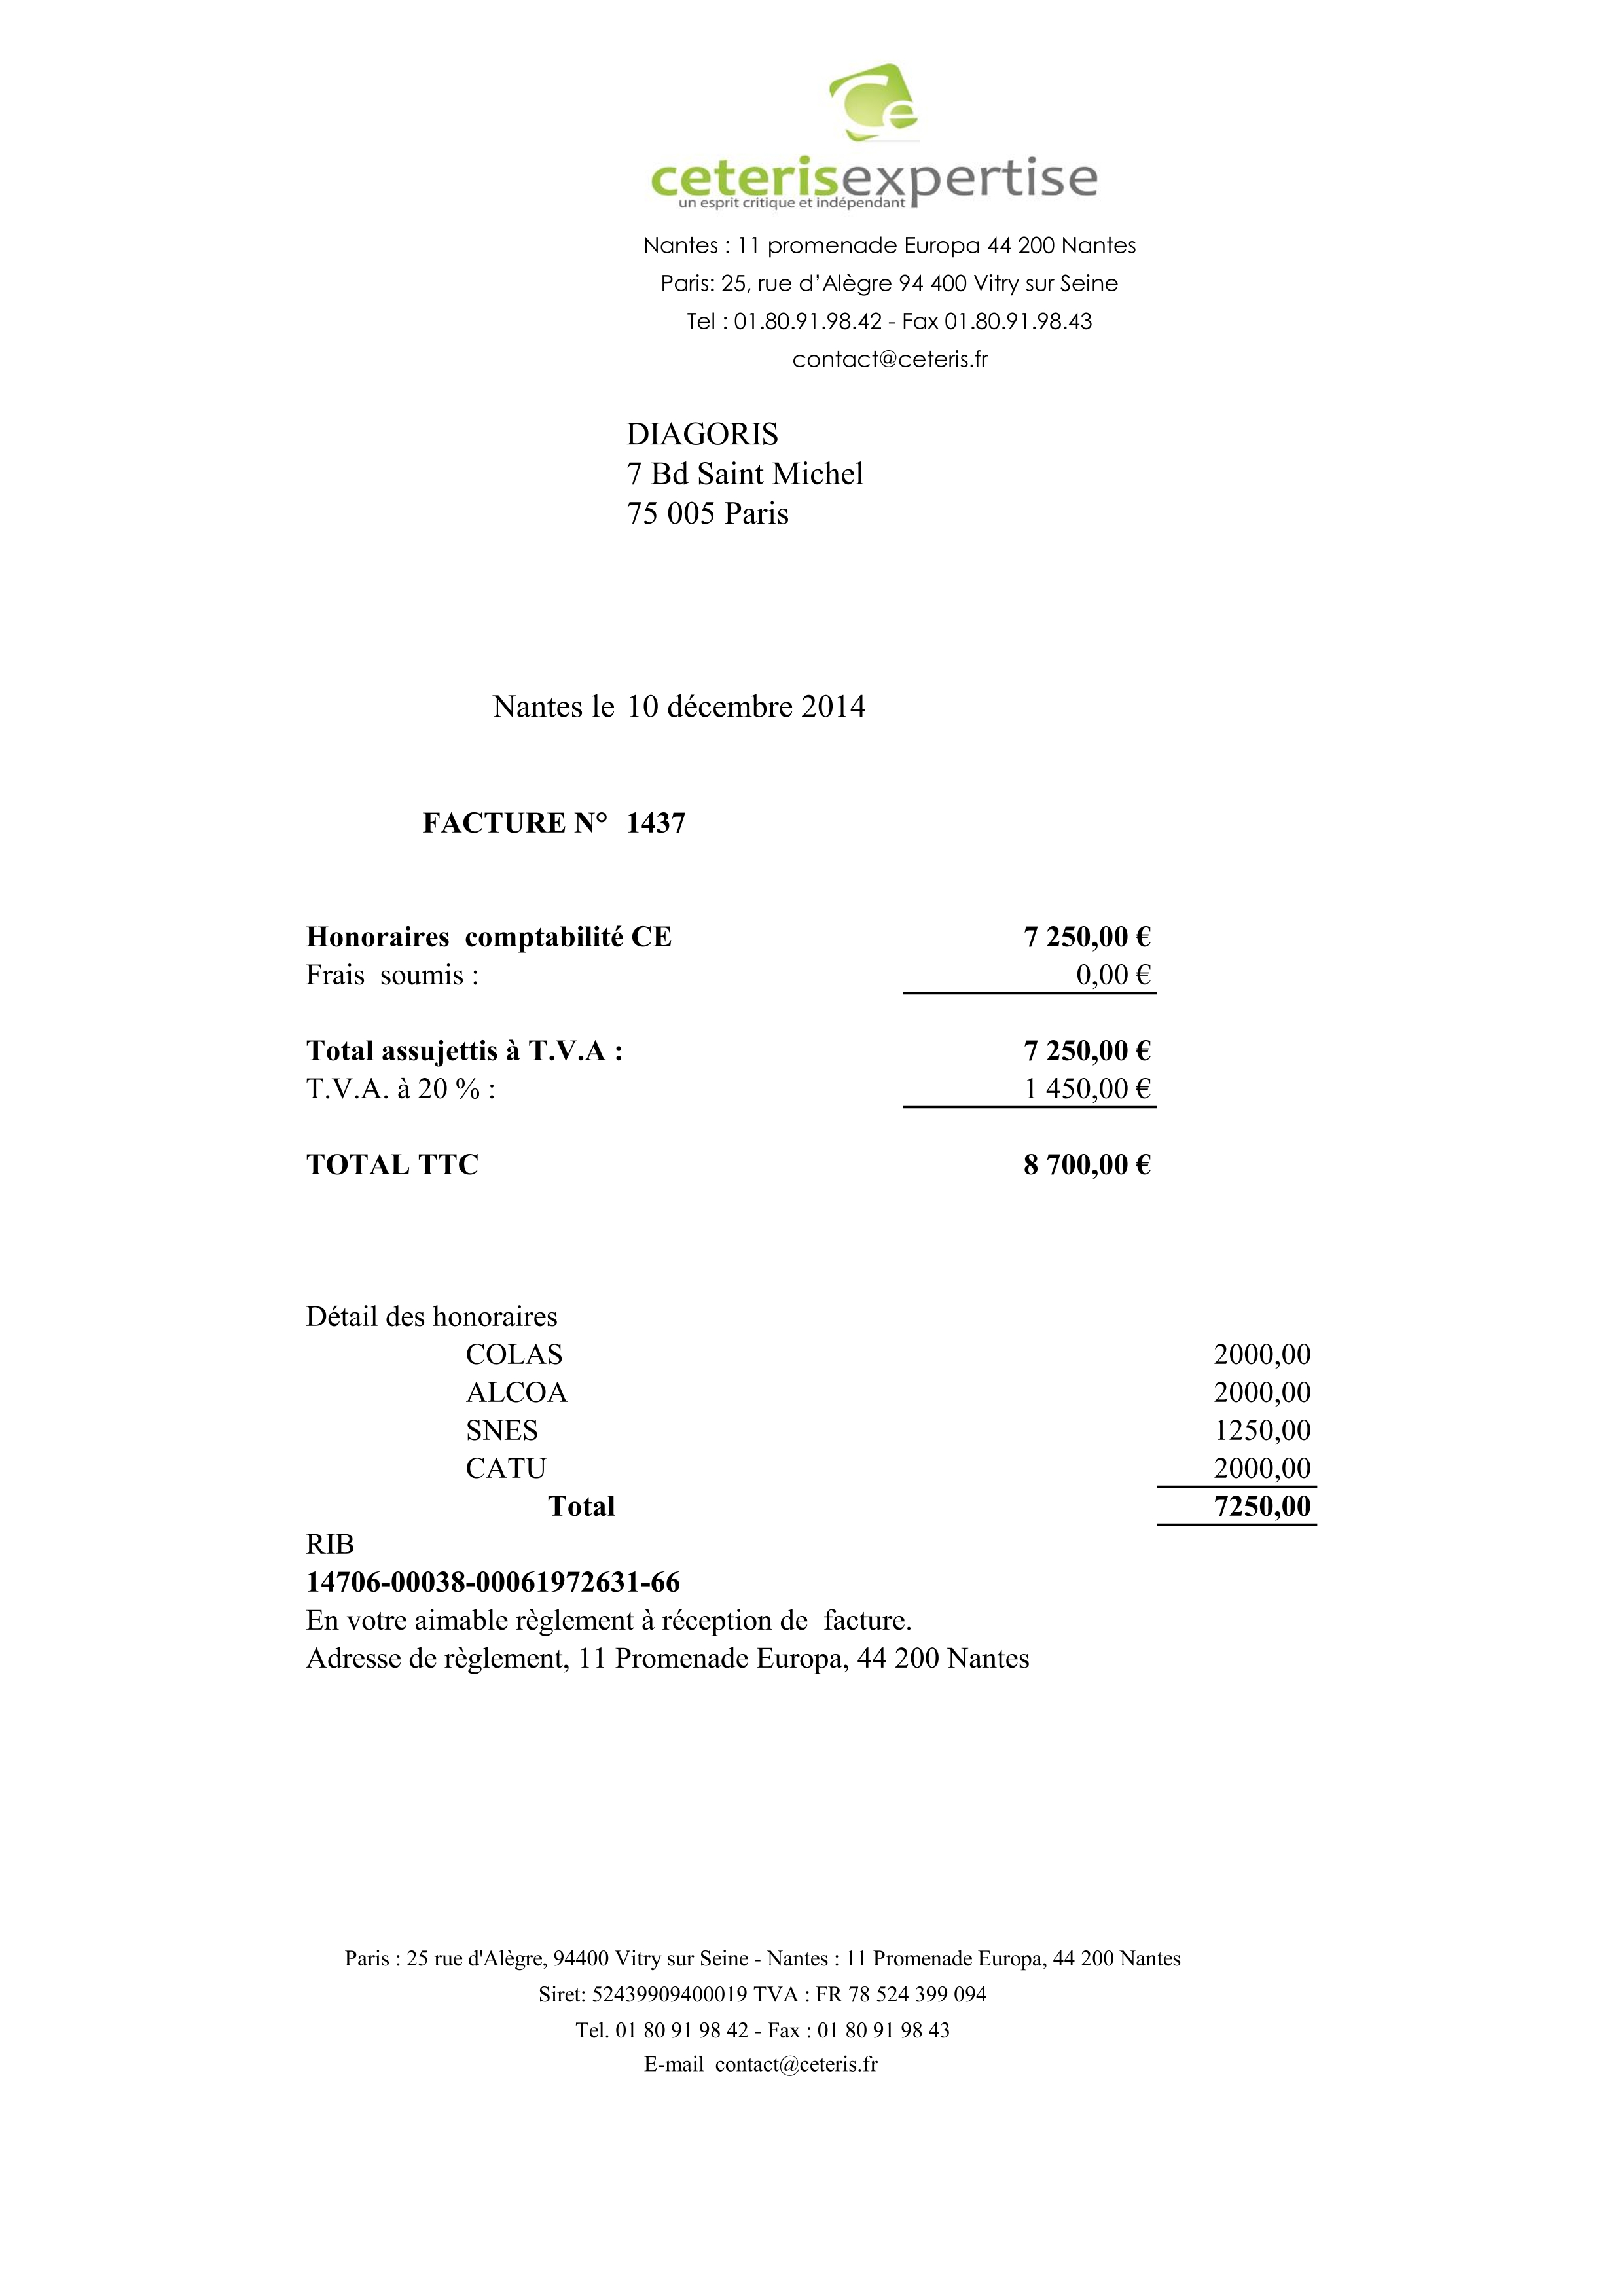 Ce
ceterisexpertise
un esprit critique et indépendant
Nantes : 11 promenade Europa 44 200 Nantes
Paris: 25, rue d’Alègre 94 400 Vitry sur Seine
Tel : 01.80.91.98.42 - Fax 01.80.91.98.43
contact@ceteris.fr
DIAGORIS
7 Bd Saint Michel
75 005 Paris
Nantes le 10 décembre 2014
FACTURE N° 1437
Honoraires comptabilité CE 7 250,00 €
Frais soumis : 0,00 €
Total assujettis à T.V.A : 7 250,00 €
T.V.A. à 20 % : 1 450,00 €
TOTAL TTC 8 700,00 €
Détail des honoraires
COLAS 2000,00
ALCOA 2000,00
SNES 1250,00
CATU 2000,00
Total 7250,00
RIB
14706-00038-00061972631-66
En votre aimable règlement à réception de facture.
Adresse de règlement, 11 Promenade Europa, 44 200 Nantes
Paris : 25 rue d'Alègre, 94400 Vitry sur Seine - Nantes : 11 Promenade Europa, 44 200 Nantes
Siret: 52439909400019 TVA : FR 78 524 399 094
Tel. 01 80 91 98 42 - Fax : 01 80 91 98 43
E-mail contact@ceteris.fr